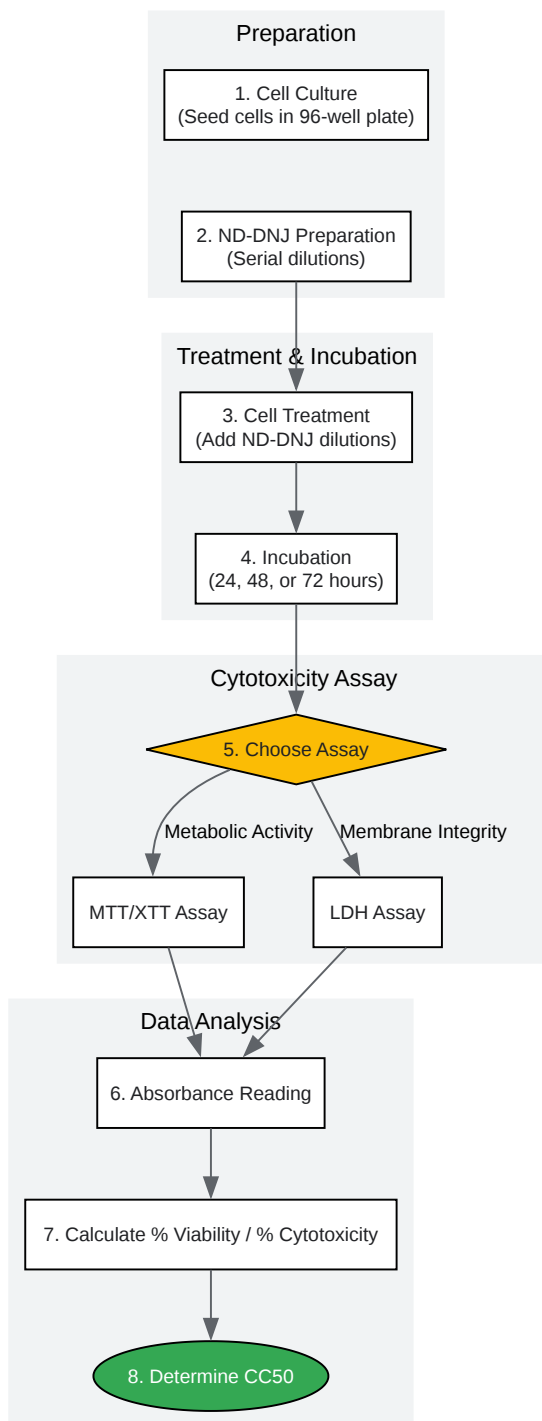 Preparation
1. Cell Culture
(Seed cells in 96-well plate)
2. ND-DNJ Preparation
(Serial dilutions)
Treatment & Incubation
3. Cell Treatment
(Add ND-DNJ dilutions)
4. Incubation
(24, 48, or 72 hours)
Cytotoxicity Assay
5. Choose Assay
Metabolic Activity
Membrane Integrity
MTT/XTT Assay
LDH Assay
Data Analysis
6. Absorbance Reading
7. Calculate % Viability / % Cytotoxicity
8. Determine CC50